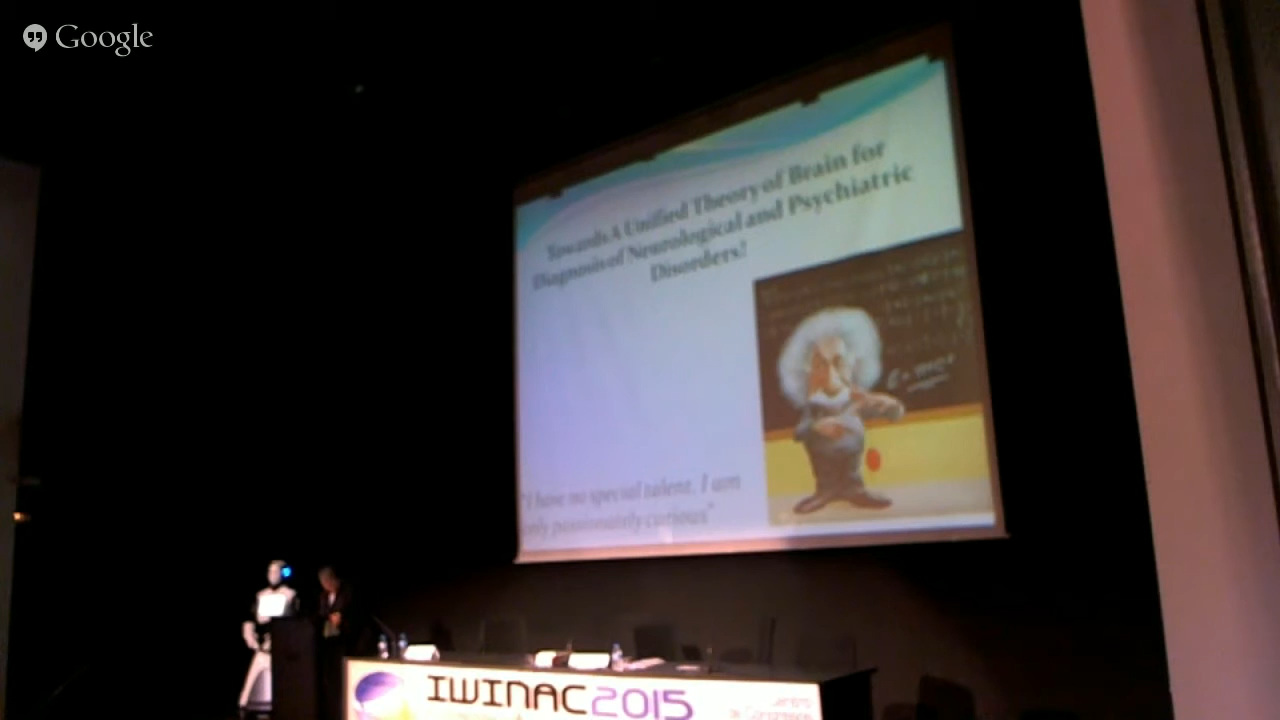 Google
Towards A Unified Theory of Brain for
Diagnosis of Neurological and Psychiatric
Disorders!
"I have no special talent. I am
only passionately curious"
IWINAC2015